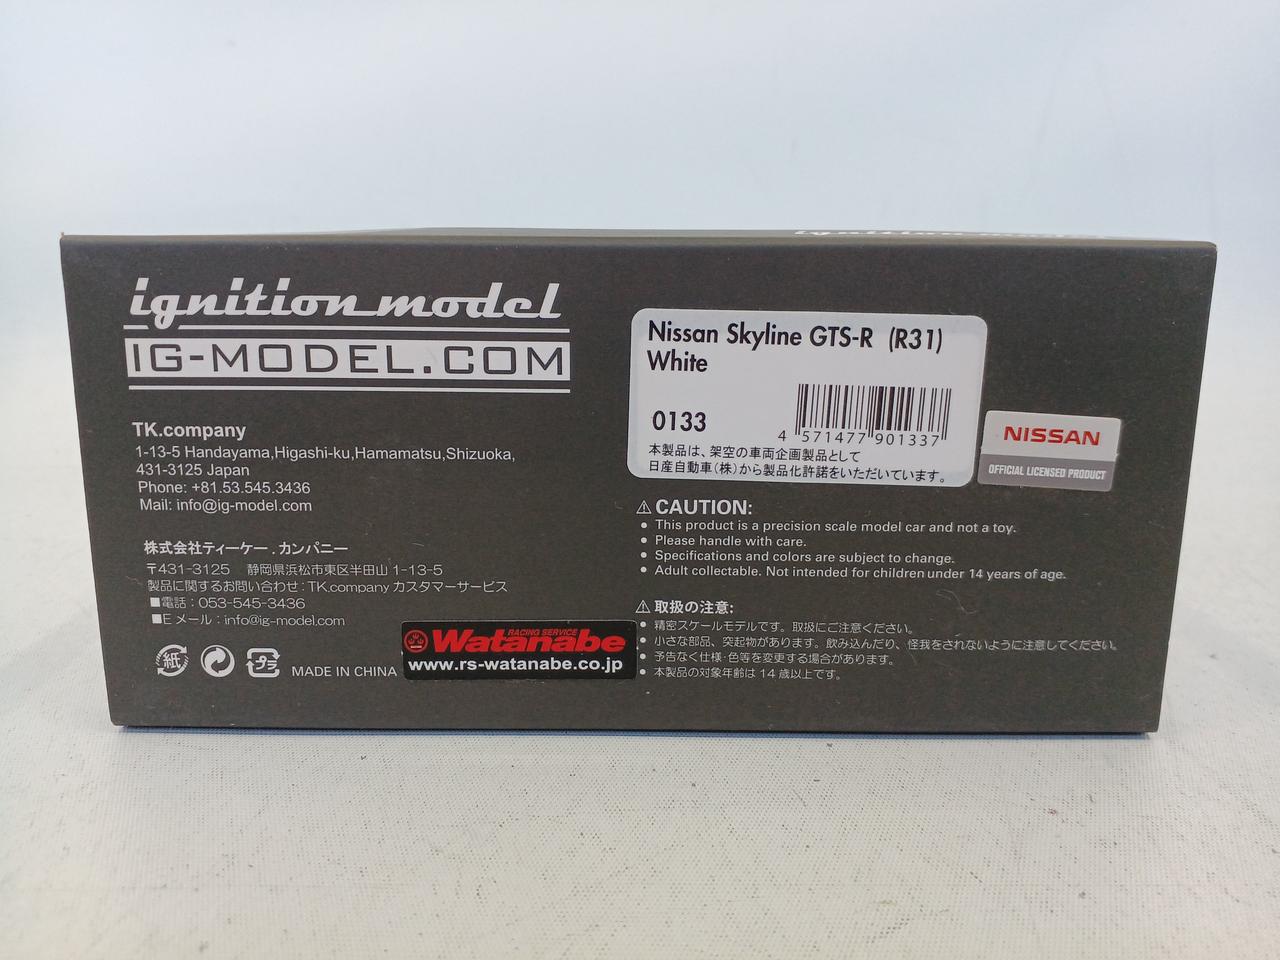 ignition model
IG-MODEL.COM
TK.company
1-13-5 Handayama,Higashi-ku,Hamamatsu,Shizuoka,
431-3125 Japan
Phone: +81.53.545.3436
Mail: info@ig-model.com
株式会社ティーケー.カンパニー
〒431-3125 静岡県浜松市東区半田山 1-13-5
製品に関するお問い合わせ:TK.company カスタマーサービス
■電話:053-545-3436
■Eメール:info@ig-model.com
紙
プラ
MADE IN CHINA
RACING SERVICE
Watanabe
www.rs-watanabe.co.jp
Nissan Skyline GTS-R (R31)
White
0133
4 571477 901337
本製品は、架空の車両企画製品として
日産自動車(株)から製品化許諾をいただいています。
NISSAN
OFFICIAL LICENSED PRODUCT
⚠CAUTION:
• This product is a precision scale model car and not a toy.
• Please handle with care.
• Specifications and colors are subject to change.
• Adult collectable. Not intended for children under 14 years of age.
⚠取扱の注意:
• 精密スケールモデルです。取扱にご注意ください。
• 小さな部品、突起物があります。飲み込んだり、怪我をされないように注意してください。
• 予告なく仕様・色等を変更する場合があります。
• 本製品の対象年齢は 14 歳以上です。